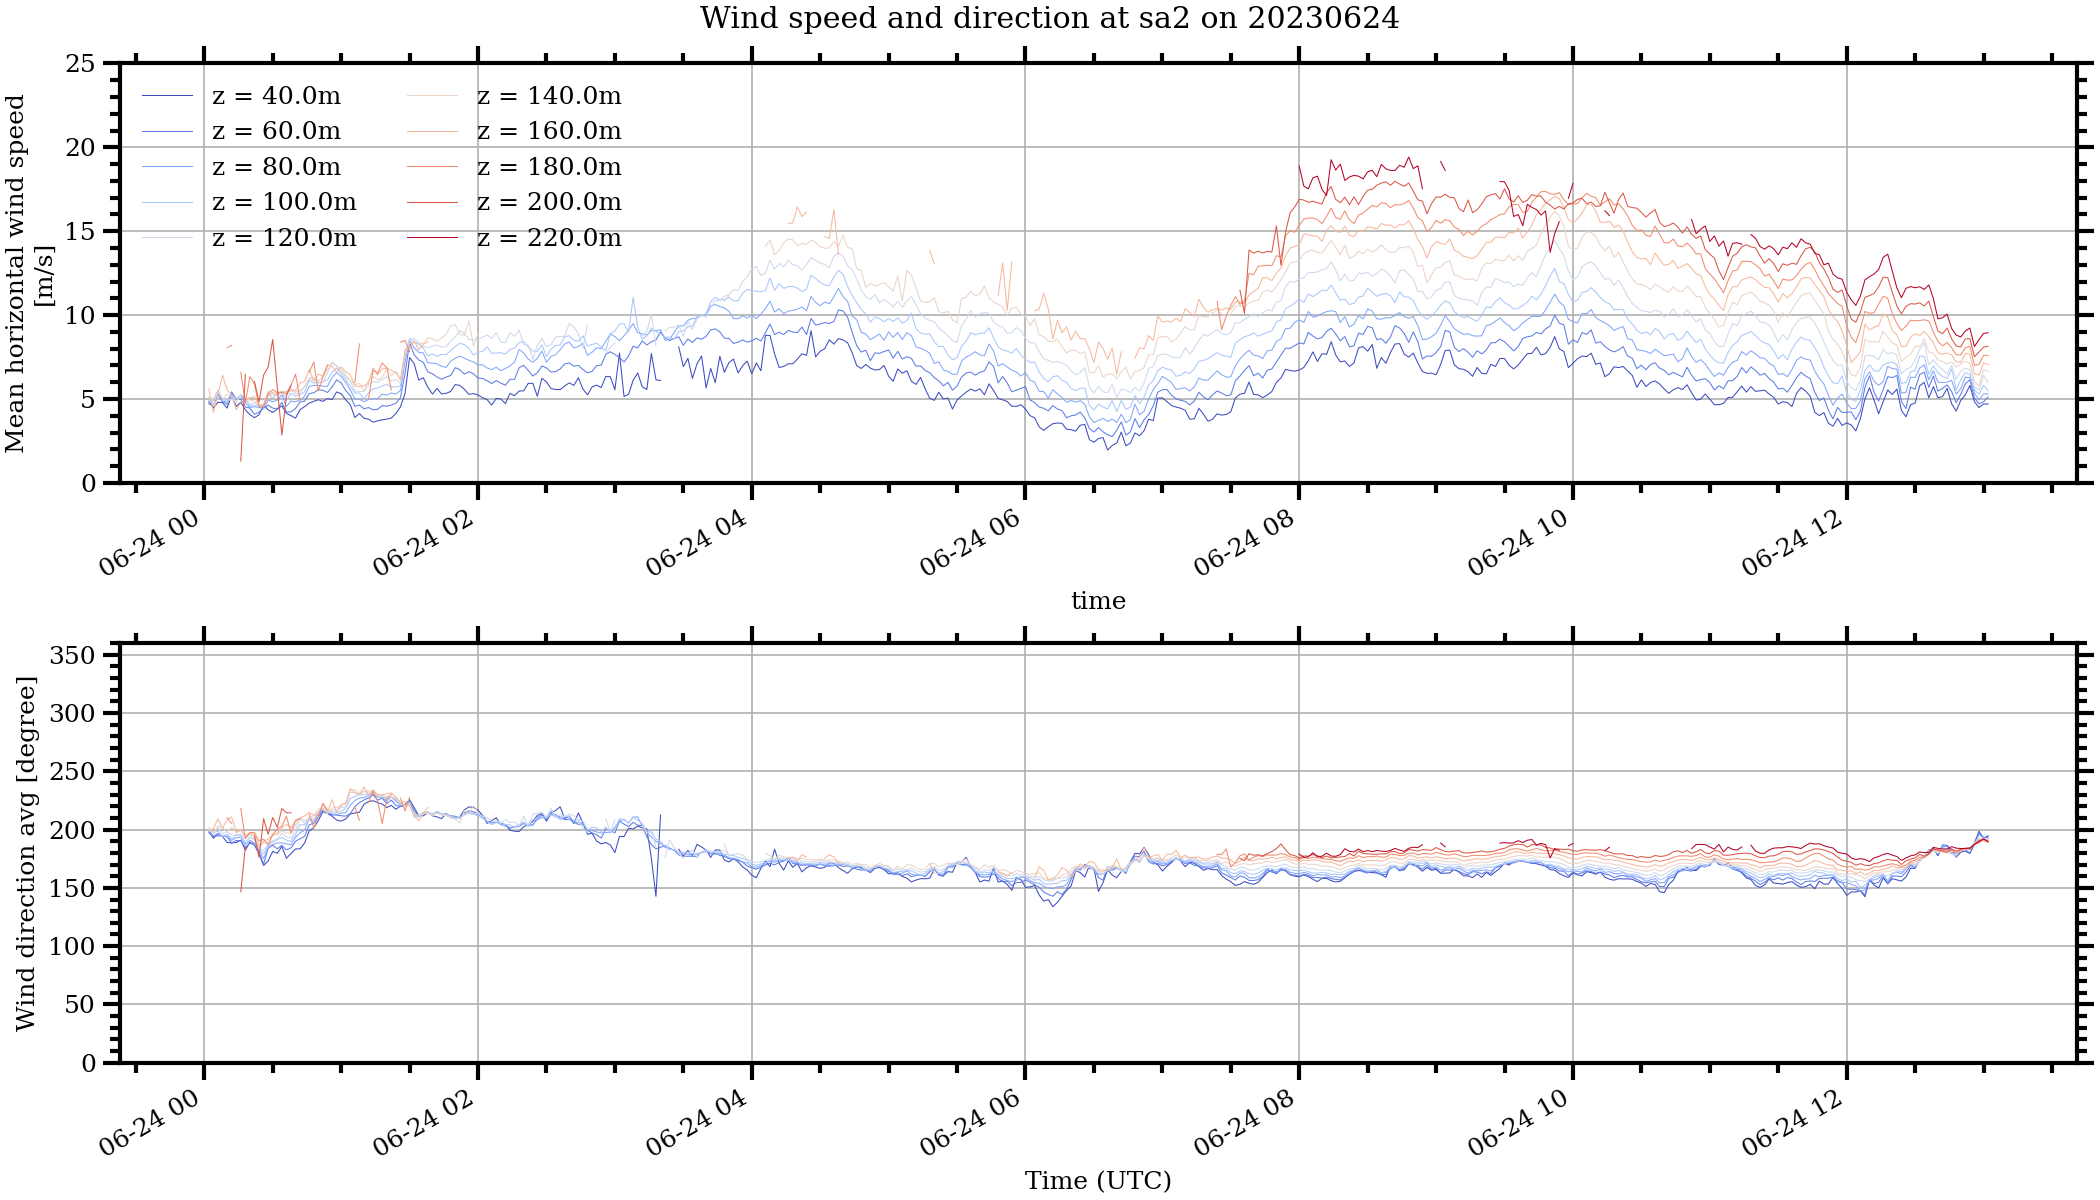 Wind speed and direction at sa2 on 20230624
Mean horizontal wind speed
[m/s]
25
20
15
10
5
0
z = 40.0m
z = 60.0m
z = 80.0m
z = 100.0m
z = 120.0m
z = 140.0m
z = 160.0m
z = 180.0m
z = 200.0m
z = 220.0m
06-24 00
06-24 02
06-24 04
06-24 06
06-24 08
06-24 10
06-24 12
time
Wind direction avg [degree]
350
300
250
200
150
100
50
0
06-24 00
06-24 02
06-24 04
06-24 06
06-24 08
06-24 10
06-24 12
Time (UTC)